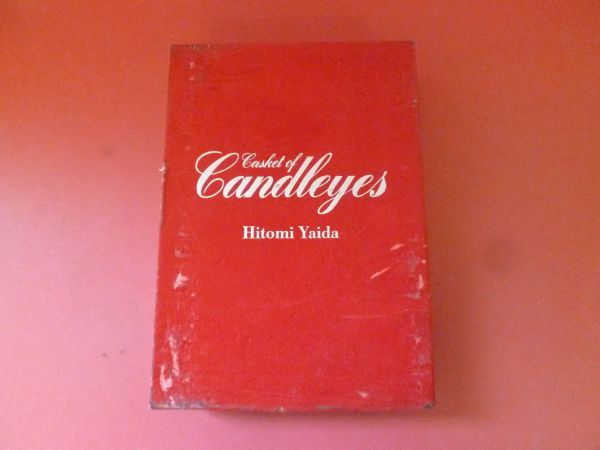 Casket of
Candleyes
Hitomi Yaida